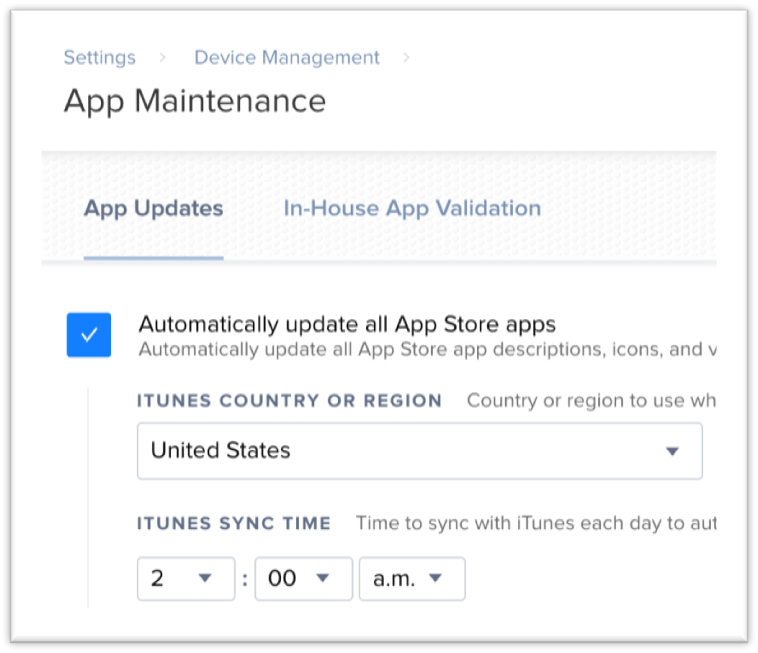 Settings > Device Management >
App Maintenance
App Updates In-House App Validation
Automatically update all App Store apps
Automatically update all App Store app descriptions, icons, and v
ITUNES COUNTRY OR REGION Country or region to use wh
United States
ITUNES SYNC TIME Time to sync with iTunes each day to aut
2 : 00 a.m.